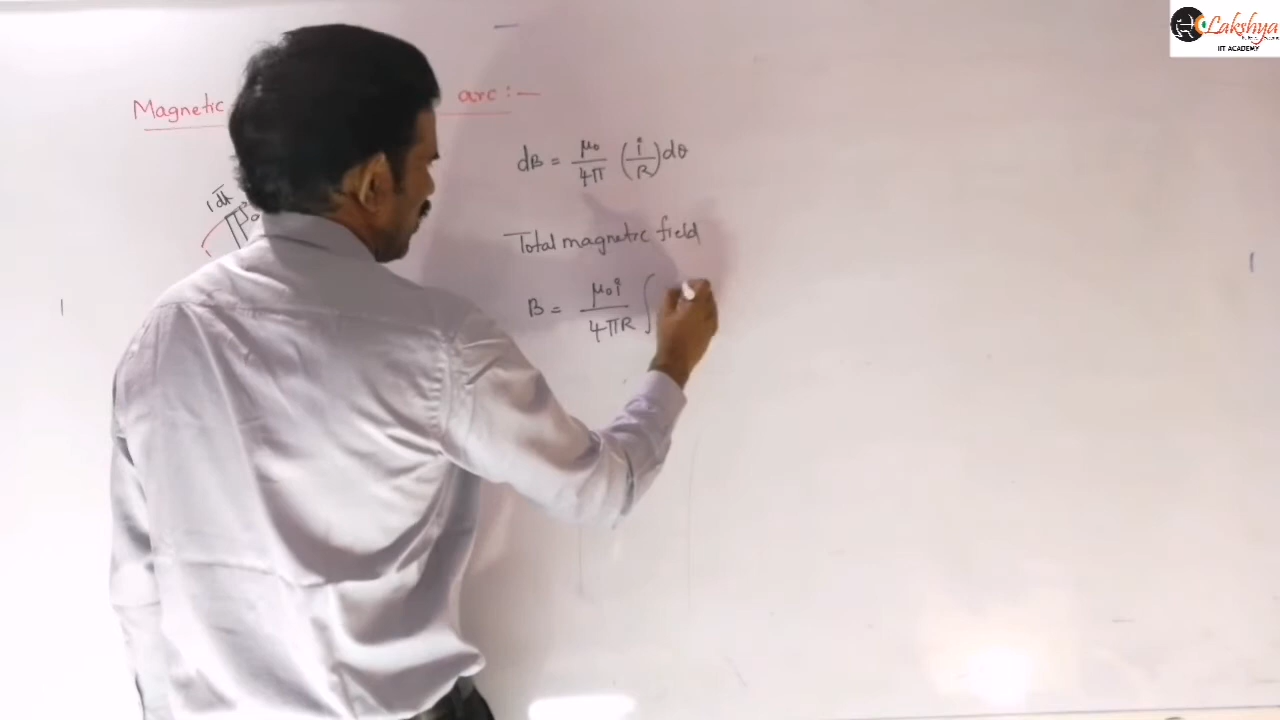 Lakshya
IIT ACADEMY
Magnetic arc :-
dB = μ₀/4π (i/R) dθ
Total magnetic field
B = μ₀i/4πR ∫